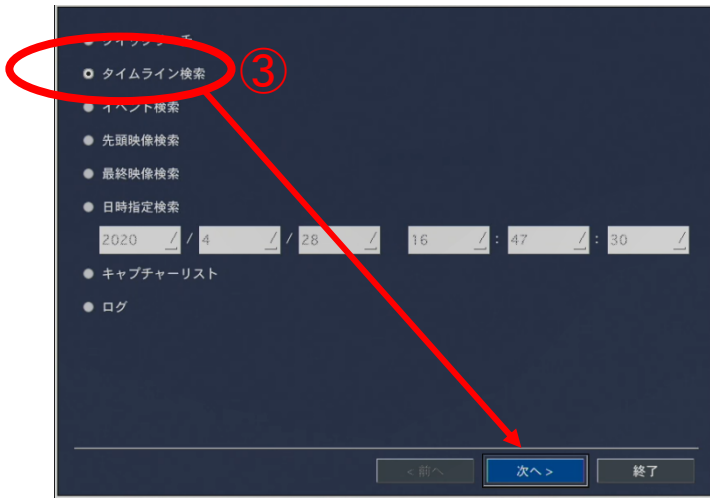 タイムライン検索
③
イベント検索
先頭映像検索
最終映像検索
日時指定検索
2020 / 4 / 28 16 : 47 : 30
キャプチャーリスト
ログ
< 前へ 次へ > 終了